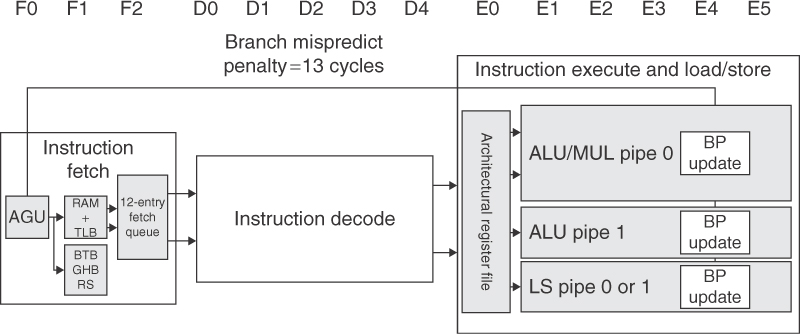 F0 F1 F2 D0 D1 D2 D3 D4 E0 E1 E2 E3 E4 E5
Branch mispredict
penalty=13 cycles
Instruction execute and load/store
Instruction
fetch
AGU
RAM
+
TLB
BTB
GHB
RS
12-entry
fetch
queue
Instruction decode
Architectural register file
ALU/MUL pipe 0
BP
update
ALU pipe 1
BP
update
LS pipe 0 or 1
BP
update